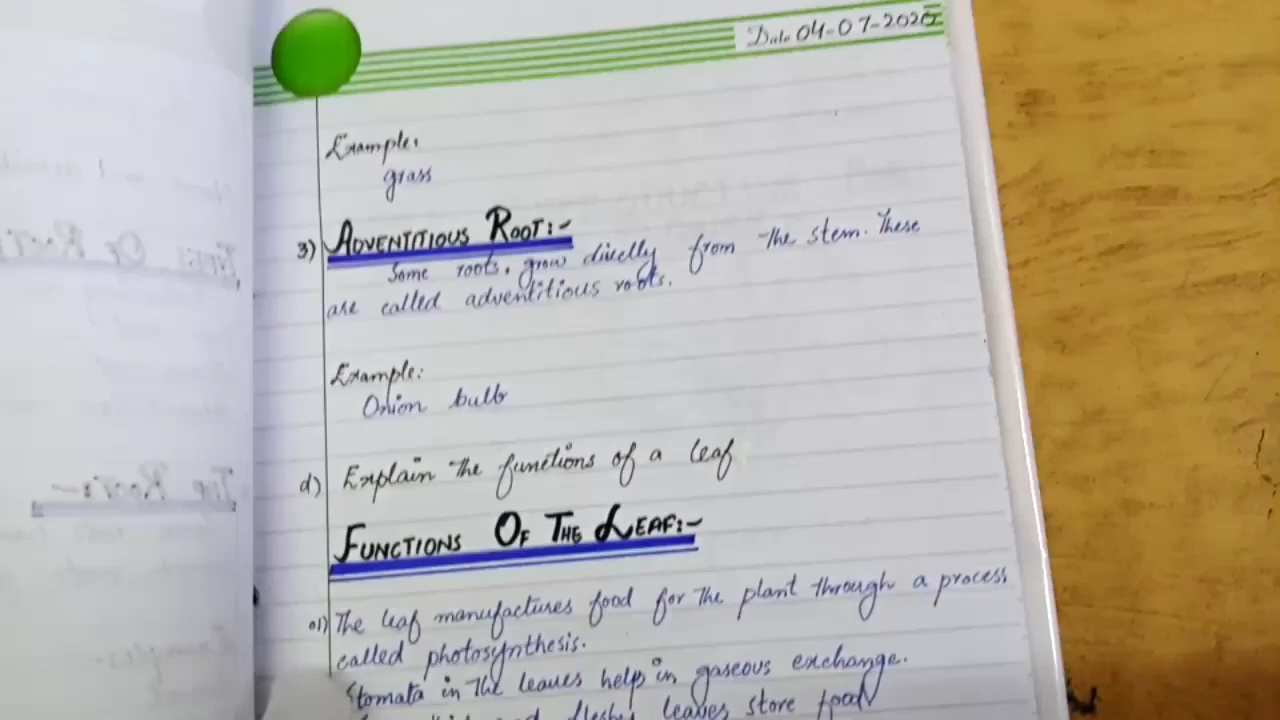 Date 04-07-202
Example:
grass
3) ADVENTITIOUS ROOT:-
Some roots, grow directly from the stem. These
are called adventitious roots.
Example:
Onion bulb
d) Explain the functions of a leaf
FUNCTIONS OF THE LEAF:-
01) The leaf manufactures food for the plant through a process
called photosynthesis.
Stomata in the leaves help in gaseous exchange.
fleshy leaves store food